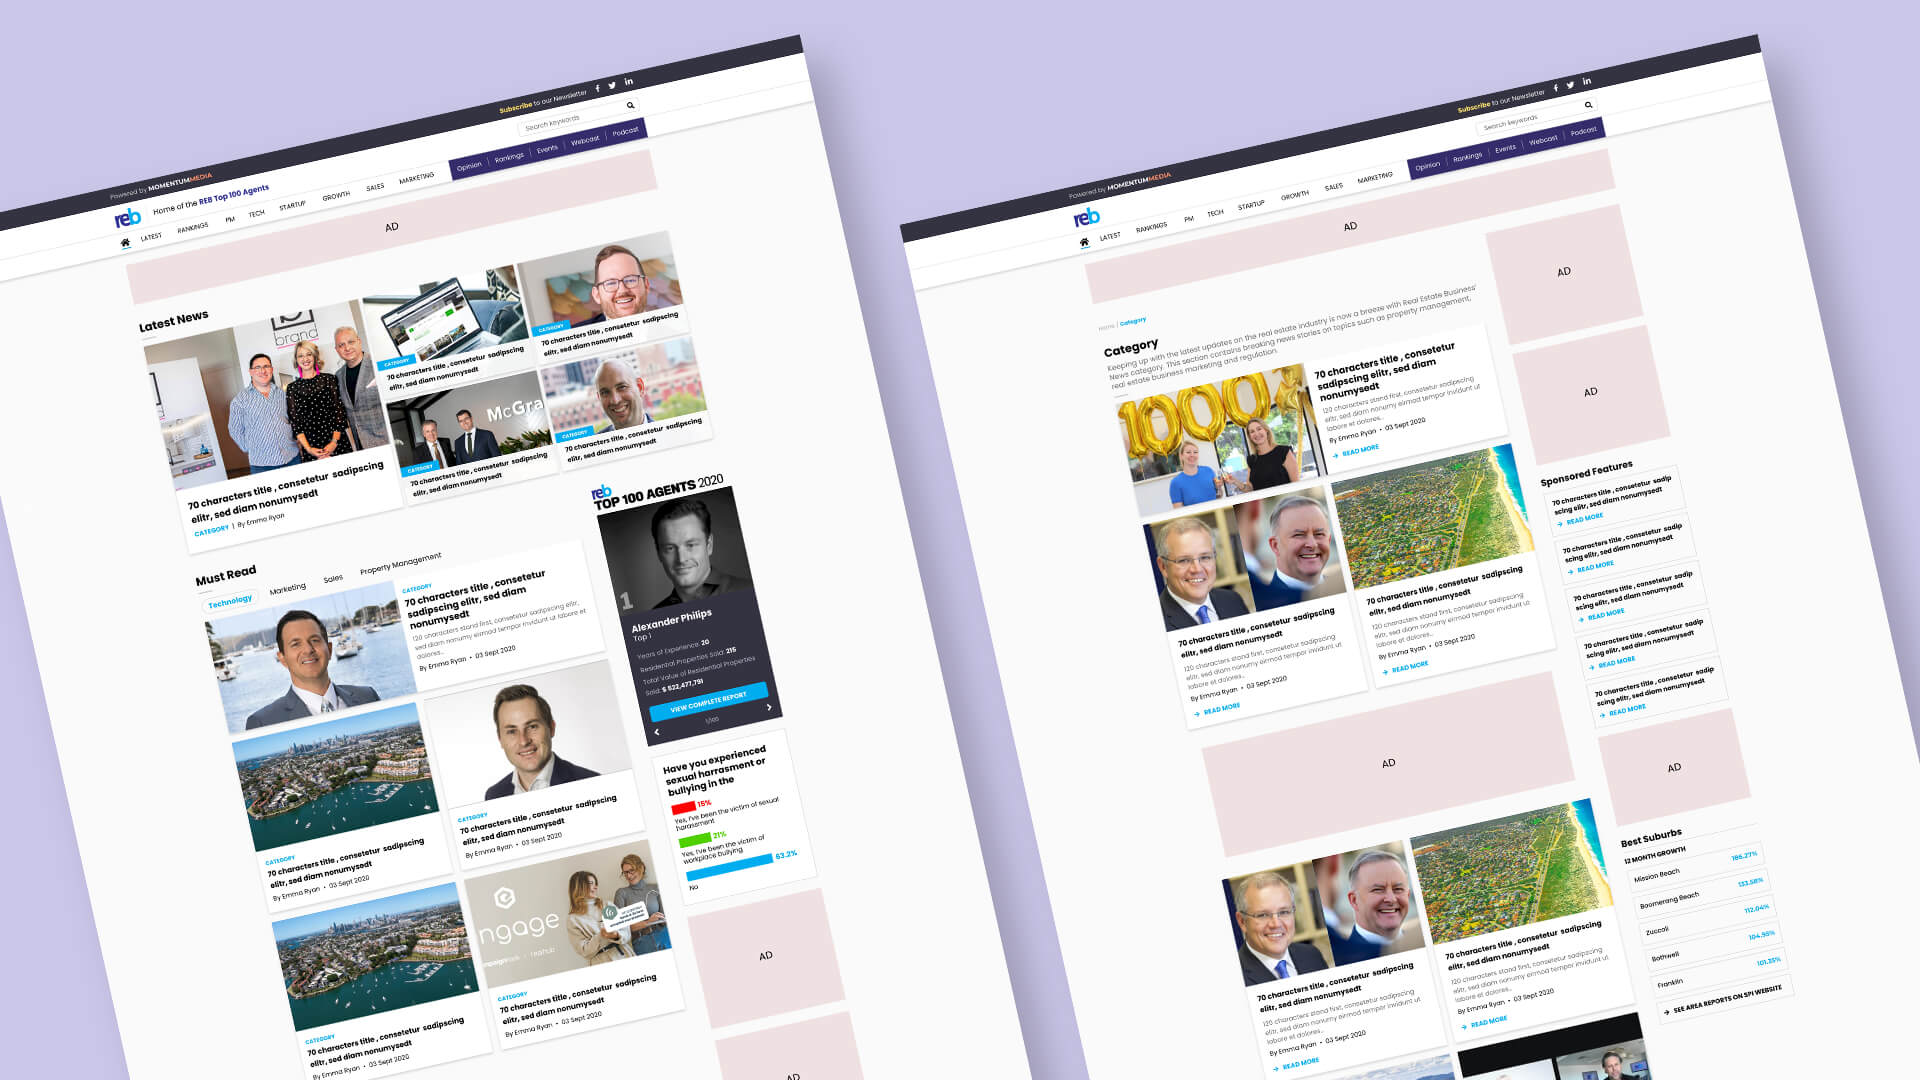 Subscribe to our Newsletter
Search keywords
Powered by MOMENTUMMEDIA
reb Home of the REB Top 100 Agents
LATEST RANKINGS PM TECH STARTUP GROWTH SALES MARKETING
Opinion Rankings Events Webcast Podcast
AD
Latest News
brand
70 characters title , consetetur sadipscing
elitr, sed diam nonumysedt
CATEGORY | By Emma Ryan
CATEGORY
70 characters title , consetetur sadipscing
elitr, sed diam nonumysedt
CATEGORY
70 characters title , consetetur sadipscing
elitr, sed diam nonumysedt
McGra
CATEGORY
70 characters title , consetetur sadipscing
elitr, sed diam nonumysedt
CATEGORY
70 characters title , consetetur sadipscing
elitr, sed diam nonumysedt
Must Read
Technology Marketing Sales Property Management
CATEGORY
70 characters title , consetetur
sadipscing elitr, sed diam
nonumysedt
120 characters stand first, consetetur sadipscing elitr,
sed diam nonumy eirmod tempor invidunt ut labore et
dolores...
By Emma Ryan • 03 Sept 2020
CATEGORY
70 characters title , consetetur sadipscing
elitr, sed diam nonumysedt
By Emma Ryan • 03 Sept 2020
CATEGORY
70 characters title , consetetur sadipscing
elitr, sed diam nonumysedt
By Emma Ryan • 03 Sept 2020
ngage
CATEGORY
70 characters title , consetetur sadipscing
elitr, sed diam nonumysedt
By Emma Ryan • 03 Sept 2020
CATEGORY
70 characters title , consetetur sadipscing
elitr, sed diam nonumysedt
By Emma Ryan • 03 Sept 2020
reb
TOP 100 AGENTS 2020
1
Alexander Philips
Top 1
Years of Experience: 20
Residential Properties Sold: 215
Total Value of Residential Properties
Sold: $ 522,477,791
VIEW COMPLETE REPORT
1/100
Have you experienced
sexual harrasment or
bullying in the
15%
Yes, I've been the victim of sexual
harassment
21%
Yes, I've been the victim of
workplace bullying
63.2%
No
AD
AD
Subscribe to our Newsletter
Search keywords
Powered by MOMENTUMMEDIA
reb
LATEST RANKINGS PM TECH STARTUP GROWTH SALES MARKETING
Opinion Rankings Events Webcast Podcast
AD
Home | Category
Category
Keeping up with the latest updates on the real estate industry is now a breeze with Real Estate Business'
News category. This section contains breaking news stories on topics such as property management,
real estate business marketing and regulation.
1000
70 characters title , consetetur
sadipscing elitr, sed diam
nonumysedt
120 characters stand first, consetetur sadipscing
elitr, sed diam nonumy eirmod tempor invidunt ut
labore et dolores...
By Emma Ryan • 03 Sept 2020
READ MORE
70 characters title , consetetur sadipscing
elitr, sed diam nonumysedt
120 characters stand first, consetetur sadipscing
elitr, sed diam nonumy eirmod tempor invidunt ut
labore et dolores...
By Emma Ryan • 03 Sept 2020
READ MORE
70 characters title , consetetur sadipscing
elitr, sed diam nonumysedt
120 characters stand first, consetetur sadipscing
elitr, sed diam nonumy eirmod tempor invidunt ut
labore et dolores...
By Emma Ryan • 03 Sept 2020
READ MORE
AD
70 characters title , consetetur sadipscing
elitr, sed diam nonumysedt
120 characters stand first, consetetur sadipscing
elitr, sed diam nonumy eirmod tempor invidunt ut
labore et dolores...
By Emma Ryan • 03 Sept 2020
READ MORE
70 characters title , consetetur sadipscing
elitr, sed diam nonumysedt
120 characters stand first, consetetur sadipscing
elitr, sed diam nonumy eirmod tempor invidunt ut
labore et dolores...
By Emma Ryan • 03 Sept 2020
READ MORE
AD
AD
Sponsored Features
70 characters title , consetetur sadip
scing elitr, sed diam nonumysedt
READ MORE
70 characters title , consetetur sadip
scing elitr, sed diam nonumysedt
READ MORE
70 characters title , consetetur sadip
scing elitr, sed diam nonumysedt
READ MORE
70 characters title , consetetur sadip
scing elitr, sed diam nonumysedt
READ MORE
70 characters title , consetetur sadip
scing elitr, sed diam nonumysedt
READ MORE
AD
Best Suburbs
12 MONTH GROWTH
Mission Beach 186.27%
Boomerang Beach 133.58%
Zuccoli 112.04%
Bothwell 104.95%
Franklin 101.35%
SEE AREA REPORTS ON SPI WEBSITE